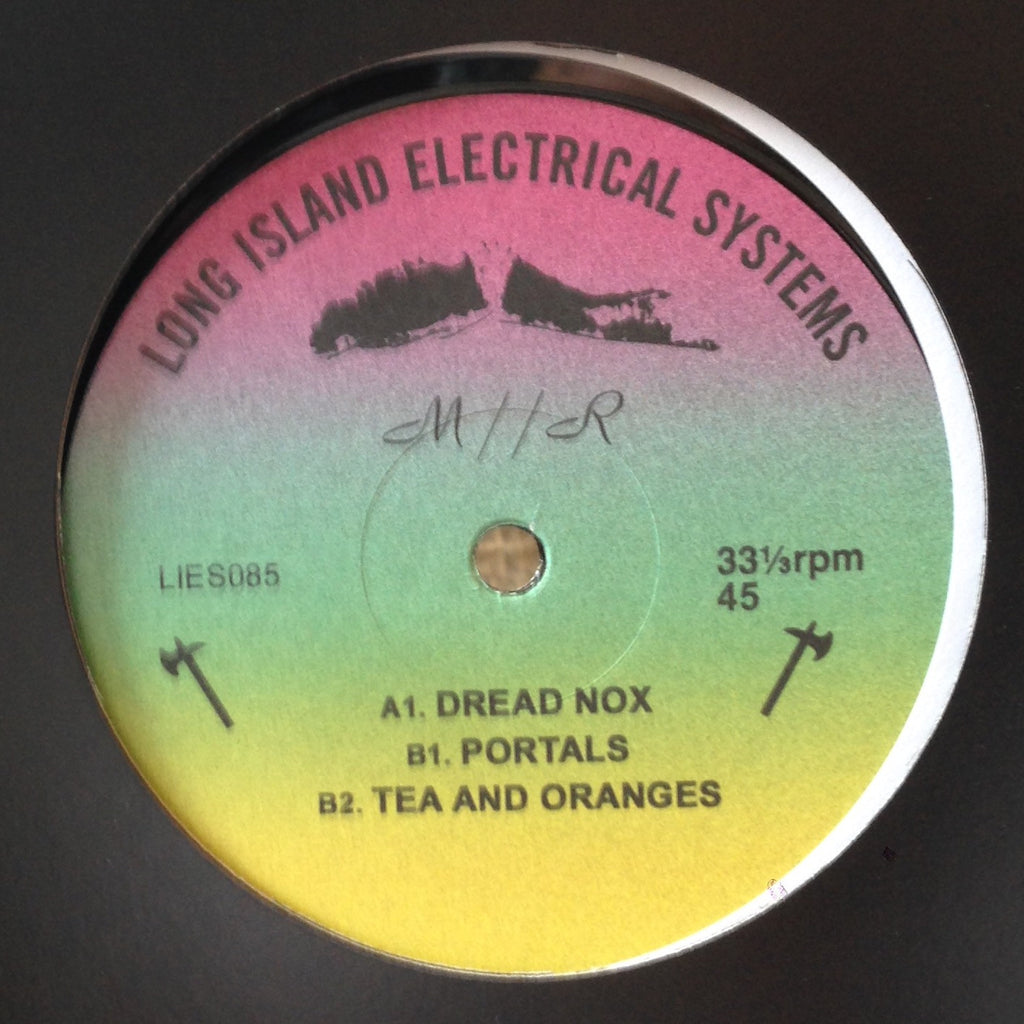 LONG ISLAND ELECTRICAL SYSTEMS
M//R
LIES085
33⅓rpm
45
A1. DREAD NOX
B1. PORTALS
B2. TEA AND ORANGES